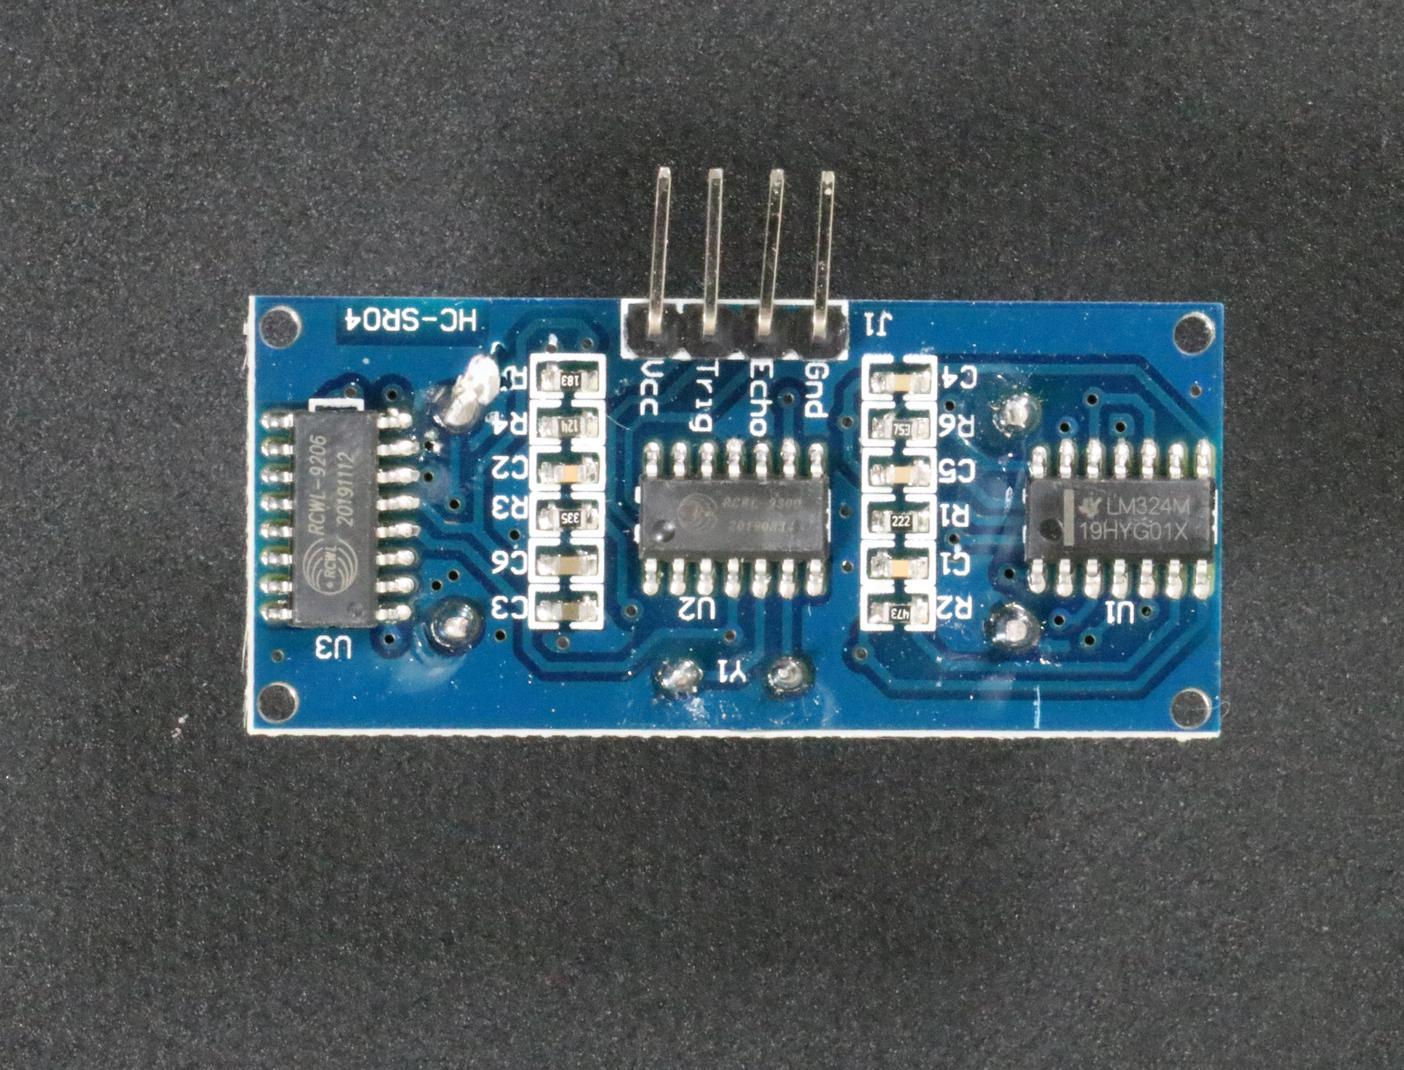 HC-SR04
J1
Vcc
Trig
Echo
Gnd
183
C4
R4
124
R6
C2
C5
R3
335
R1
222
C6
C1
C3
R2
473
RCWL-9206
20191112
RCWL
LM324M
19HYG01X
U3
U2
U1
Y1